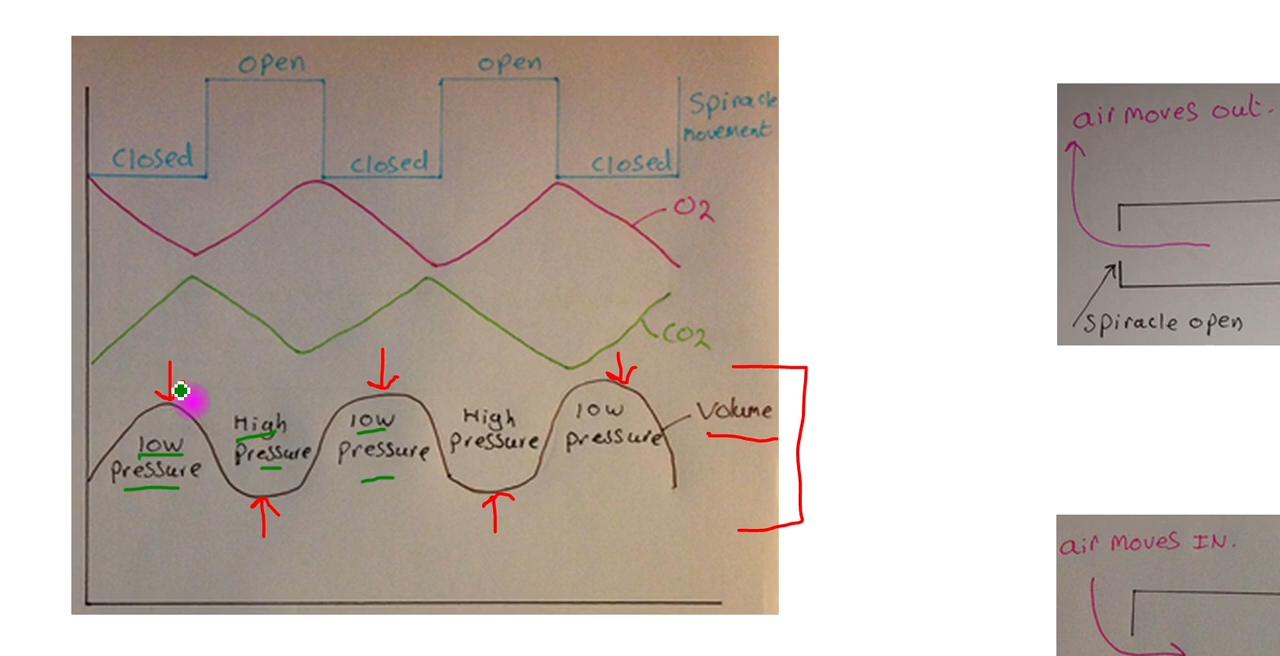 open
open
Spiracle
movement
Closed
Closed
Closed
O2
CO2
Volume
low
Pressure
High
Pressure
low
Pressure
High
Pressure
low
Pressure
air moves out.
Spiracle open
air moves IN.